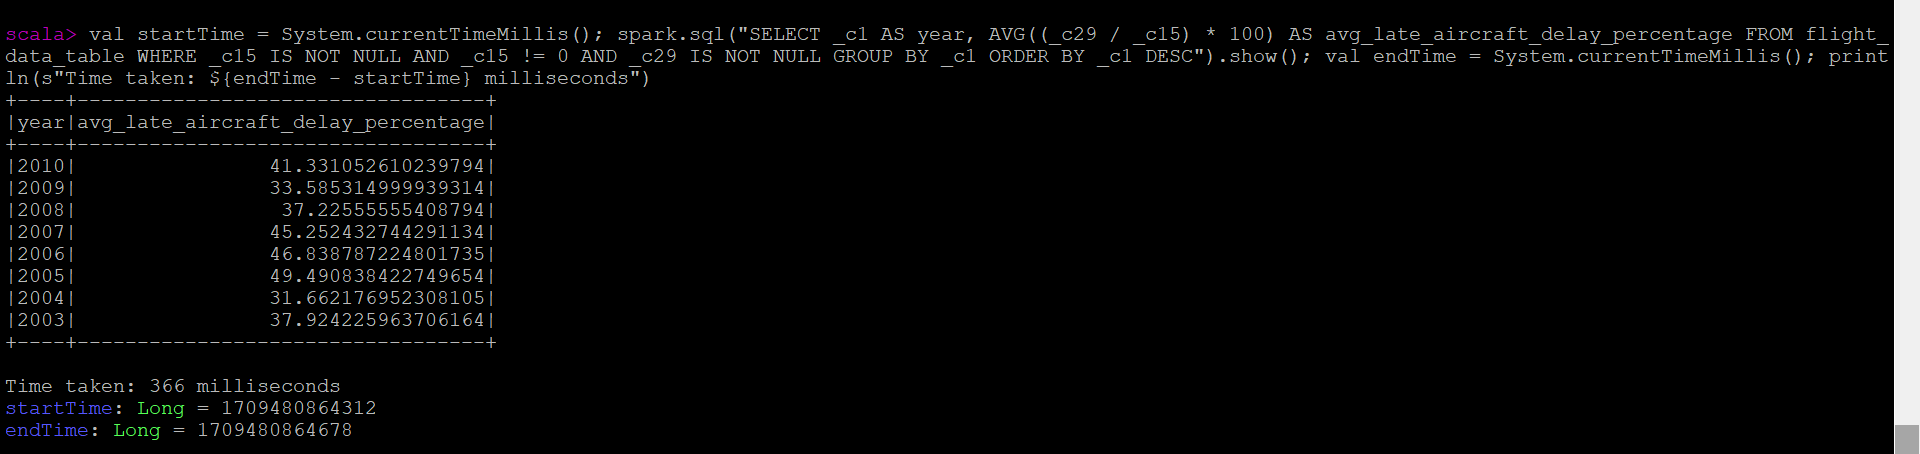 scala> val startTime = System.currentTimeMillis(); spark.sql("SELECT _c1 AS year, AVG((_c29 / _c15) * 100) AS avg_late_aircraft_delay_percentage FROM flight_
data_table WHERE _c15 IS NOT NULL AND _c15 != 0 AND _c29 IS NOT NULL GROUP BY _c1 ORDER BY _c1 DESC").show(); val endTime = System.currentTimeMillis(); print
ln(s"Time taken: ${endTime - startTime} milliseconds")
+----+----------------------------------+
|year|avg_late_aircraft_delay_percentage|
+----+----------------------------------+
|2010|                41.331052610239794|
|2009|                33.585314999939314|
|2008|                 37.22555555408794|
|2007|                45.252432744291134|
|2006|                46.838787224801735|
|2005|                49.490838422749654|
|2004|                31.662176952308105|
|2003|                37.924225963706164|
+----+----------------------------------+
Time taken: 366 milliseconds
startTime: Long = 1709480864312
endTime: Long = 1709480864678